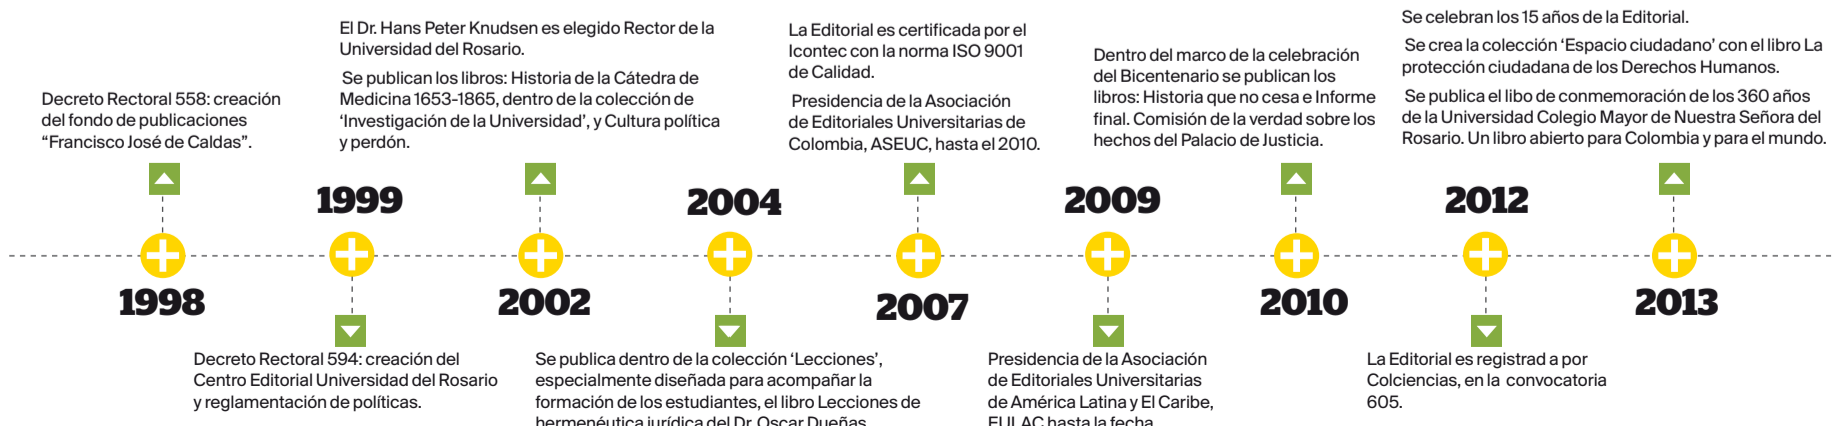 Decreto Rectoral 558: creación
del fondo de publicaciones
“Francisco José de Caldas”.
1998
1999
Decreto Rectoral 594: creación del
Centro Editorial Universidad del Rosario
y reglamentación de políticas.
El Dr. Hans Peter Knudsen es elegido Rector de la
Universidad del Rosario.
Se publican los libros: Historia de la Cátedra de
Medicina 1653-1865, dentro de la colección de
‘Investigación de la Universidad’, y Cultura política
y perdón.
2002
2004
Se publica dentro de la colección ‘Lecciones’,
especialmente diseñada para acompañar la
formación de los estudiantes, el libro Lecciones de
hermenéutica jurídica del Dr. Oscar Dueñas
La Editorial es certificada por el
Icontec con la norma ISO 9001
de Calidad.
Presidencia de la Asociación
de Editoriales Universitarias de
Colombia, ASEUC, hasta el 2010.
2007
2009
Presidencia de la Asociación
de Editoriales Universitarias
de América Latina y El Caribe,
EULAC hasta la fecha
Dentro del marco de la celebración
del Bicentenario se publican los
libros: Historia que no cesa e Informe
final. Comisión de la verdad sobre los
hechos del Palacio de Justicia.
2010
2012
La Editorial es registrad a por
Colciencias, en la convocatoria
605.
Se celebran los 15 años de la Editorial.
Se crea la colección ‘Espacio ciudadano’ con el libro La
protección ciudadana de los Derechos Humanos.
Se publica el libo de conmemoración de los 360 años
de la Universidad Colegio Mayor de Nuestra Señora del
Rosario. Un libro abierto para Colombia y para el mundo.
2013